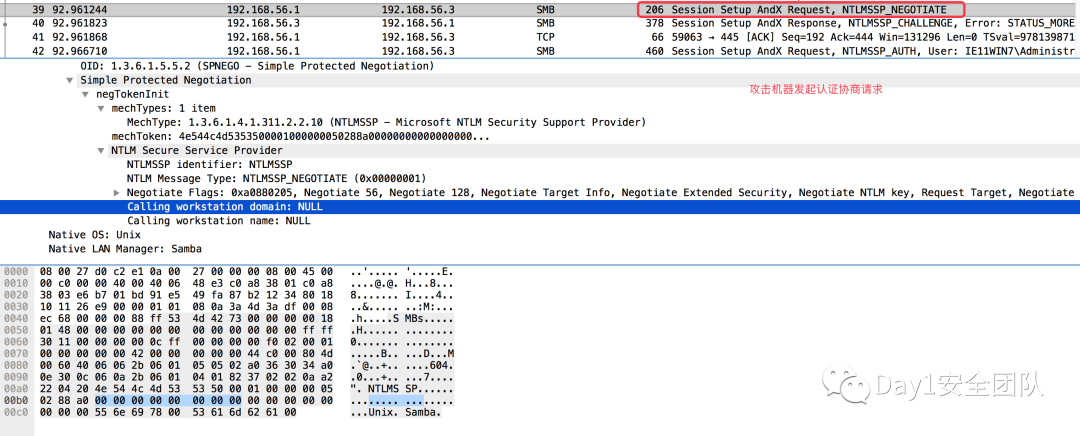 39 92.961244 192.168.56.1 192.168.56.3 SMB 206 Session Setup AndX Request, NTLMSSP_NEGOTIATE
40 92.961823 192.168.56.3 192.168.56.1 SMB 378 Session Setup AndX Response, NTLMSSP_CHALLENGE, Error: STATUS_MORE
41 92.961868 192.168.56.1 192.168.56.3 TCP 66 59063 → 445 [ACK] Seq=192 Ack=444 Win=131296 Len=0 TSval=978139871
42 92.966710 192.168.56.1 192.168.56.3 SMB 460 Session Setup AndX Request, NTLMSSP_AUTH, User: IE11WIN7\Administr
OID: 1.3.6.1.5.5.2 (SPNEGO - Simple Protected Negotiation)
Simple Protected Negotiation
攻击机器发起认证协商请求
negTokenInit
mechTypes: 1 item
MechType: 1.3.6.1.4.1.311.2.2.10 (NTLMSSP - Microsoft NTLM Security Support Provider)
mechToken: 4e544c4d5353500001000000050288a00000000000000000...
NTLM Secure Service Provider
NTLMSSP identifier: NTLMSSP
NTLM Message Type: NTLMSSP_NEGOTIATE (0x00000001)
Negotiate Flags: 0xa0880205, Negotiate 56, Negotiate 128, Negotiate Target Info, Negotiate Extended Security, Negotiate NTLM key, Request Target, Negotiate
Calling workstation domain: NULL
Calling workstation name: NULL
Native OS: Unix
Native LAN Manager: Samba
0000 08 00 27 d0 c2 e1 0a 00 27 00 00 00 08 00 45 00 ..'.....'.....E.
0010 00 c0 00 00 40 00 40 06 48 e3 c0 a8 38 01 c0 a8 ....@.@.H...8...
0020 38 03 e6 b7 01 bd 91 e5 49 fa 87 b2 12 34 80 18 8.......I....4..
0030 10 11 26 e9 00 00 01 01 08 0a 3a 4d 3a df 00 08 ..&.......:M:...
0040 ec 68 00 00 00 88 ff 53 4d 42 73 00 00 00 00 18 .h.....SMBs.....
0050 01 48 00 00 00 00 00 00 00 00 00 00 00 00 ff ff .H..............
0060 30 11 00 00 00 00 0c ff 00 00 00 00 f0 02 00 01 0...............
0070 00 00 00 00 00 42 00 00 00 00 00 44 c0 00 80 4d .....B.....D...M
0080 00 60 40 06 06 2b 06 01 05 05 02 a0 36 30 34 a0 .`@..+......604.
0090 0e 30 0c 06 0a 2b 06 01 04 01 82 37 02 02 0a a2 .0...+.....7....
00a0 22 04 20 4e 54 4c 4d 53 53 50 00 01 00 00 00 05 ". NTLMSSP......
00b0 02 88 a0 00 00 00 00 00 00 00 00 00 00 00 00 00 ................
00c0 00 00 00 55 6e 69 78 00 53 61 6d 62 61 00 ...Unix.Samba.
Day1安全团队